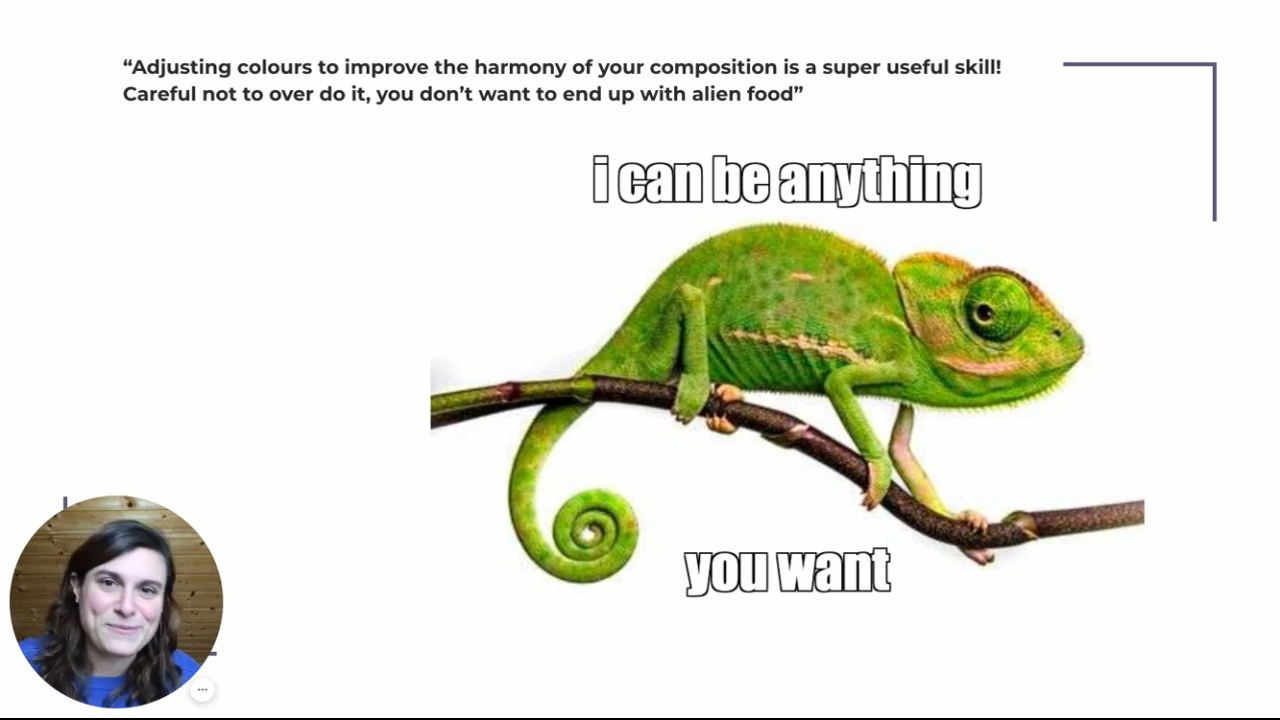 “Adjusting colours to improve the harmony of your composition is a super useful skill!
Careful not to over do it, you don’t want to end up with alien food”
i can be anything
you want